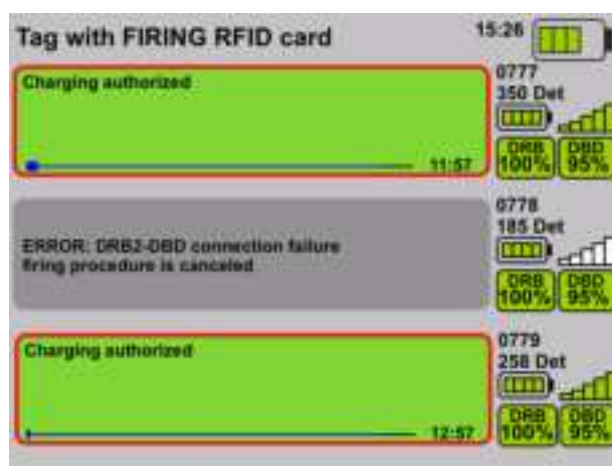 Tag with FIRING RFID card
15:26
Charging authorized
11:57
0777
350 Det
DRB DBD
100% 95%
ERROR: DRB2-DBD connection failure
firing procedure is canceled
0778
185 Det
DRB DBD
100% 95%
Charging authorized
12:57
0779
258 Det
DRB DBD
100% 95%